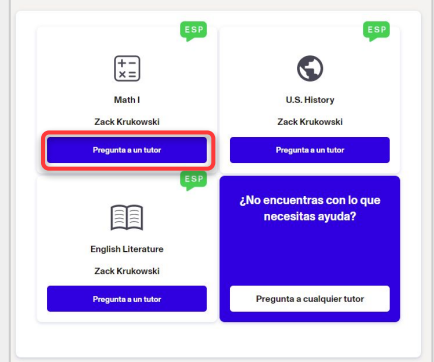 ESP
Math I
Zack Krukowski
Pregunta a un tutor
ESP
U.S. History
Zack Krukowski
Pregunta a un tutor
ESP
English Literature
Zack Krukowski
Pregunta a un tutor
¿No encuentras con lo que
necesitas ayuda?
Pregunta a cualquier tutor